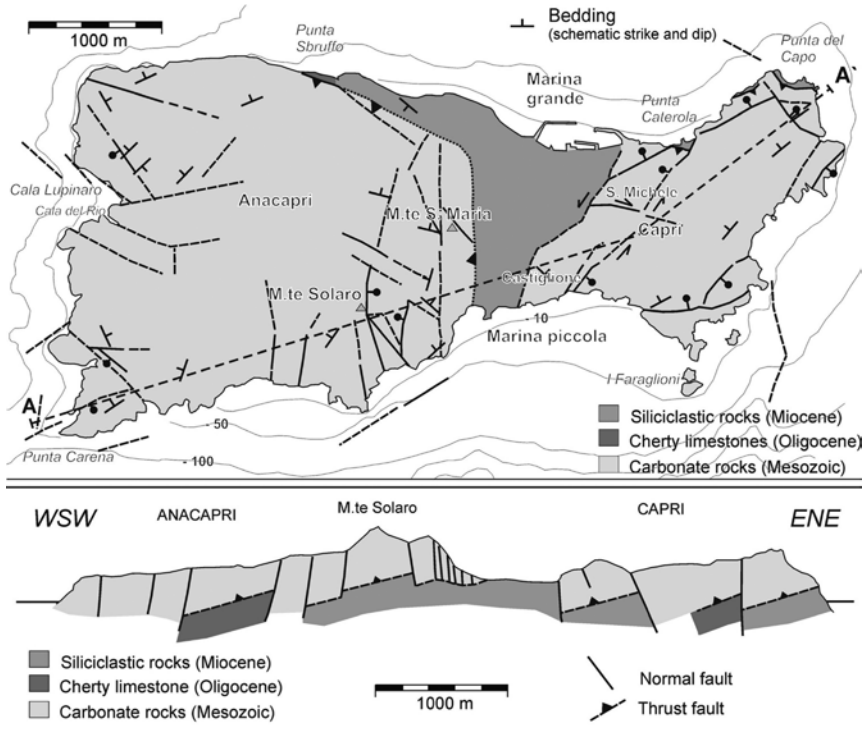 1000 m
Punta
Sbruffo
Bedding
(schematic strike and dip)
Punta del
Capo
A`
Marina
grande
Punta
Caterola
Cala Lupinaro
Cala del Rio
Anacapri
S. Michele
M.te S. Maria
Capri
Castiglione
M.te Solaro
- 10
Marina piccola
I Faraglioni
A
- 50
Punta Carena
- 100
Siliciclastic rocks (Miocene)
Cherty limestones (Oligocene)
Carbonate rocks (Mesozoic)
WSW
ANACAPRI
M.te Solaro
CAPRI
ENE
Siliciclastic rocks (Miocene)
Cherty limestone (Oligocene)
Carbonate rocks (Mesozoic)
1000 m
Normal fault
Thrust fault